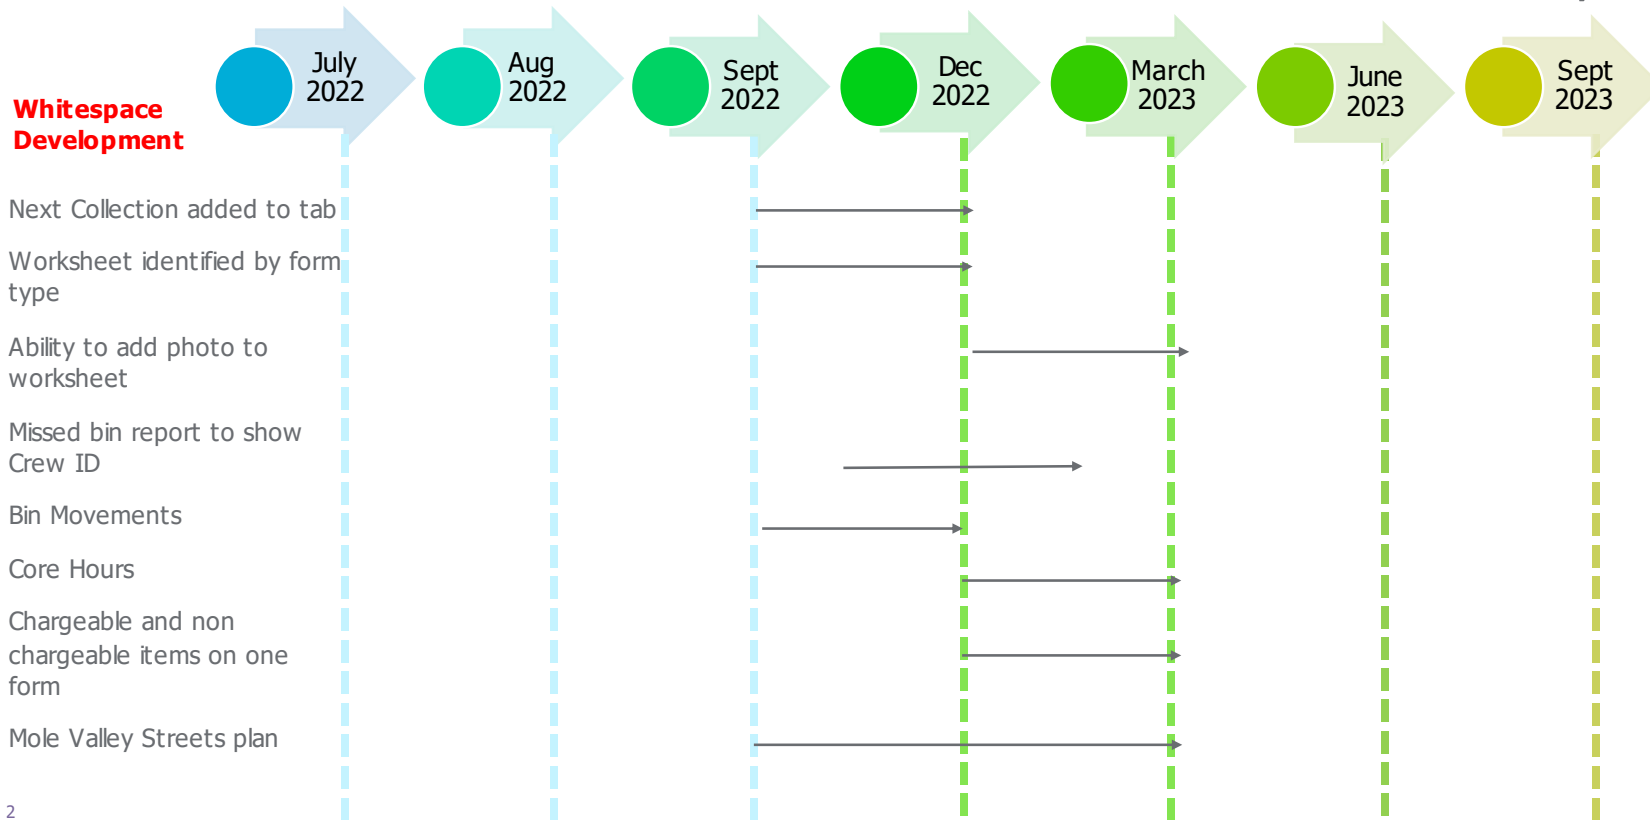 July
2022
Aug
2022
Sept
2022
Dec
2022
March
2023
June
2023
Sept
2023
Whitespace
Development
Next Collection added to tab
Worksheet identified by form
type
Ability to add photo to
worksheet
Missed bin report to show
Crew ID
Bin Movements
Core Hours
Chargeable and non
chargeable items on one
form
Mole Valley Streets plan
2